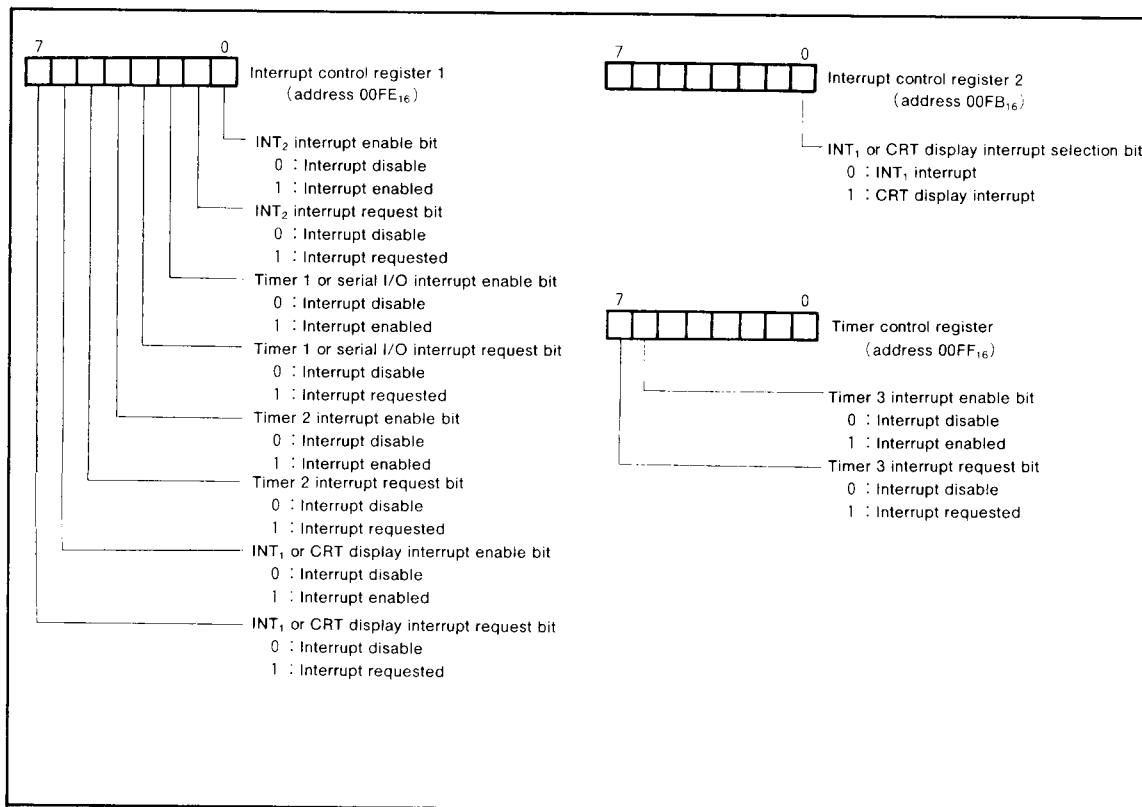 7 0
Interrupt control register 1
(address 00FE₁₆)
INT₂ interrupt enable bit
0 : Interrupt disable
1 : Interrupt enabled
INT₂ interrupt request bit
0 : Interrupt disable
1 : Interrupt requested
Timer 1 or serial I/O interrupt enable bit
0 : Interrupt disable
1 : Interrupt enabled
Timer 1 or serial I/O interrupt request bit
0 : Interrupt disable
1 : Interrupt requested
Timer 2 interrupt enable bit
0 : Interrupt disable
1 : Interrupt enabled
Timer 2 interrupt request bit
0 : Interrupt disable
1 : Interrupt requested
INT₁ or CRT display interrupt enable bit
0 : Interrupt disable
1 : Interrupt enabled
INT₁ or CRT display interrupt request bit
0 : Interrupt disable
1 : Interrupt requested
7 0
Interrupt control register 2
(address 00FB₁₆)
INT₁ or CRT display interrupt selection bit
0 : INT₁ interrupt
1 : CRT display interrupt
7 0
Timer control register
(address 00FF₁₆)
Timer 3 interrupt enable bit
0 : Interrupt disable
1 : Interrupt enabled
Timer 3 interrupt request bit
0 : Interrupt disable
1 : Interrupt requested